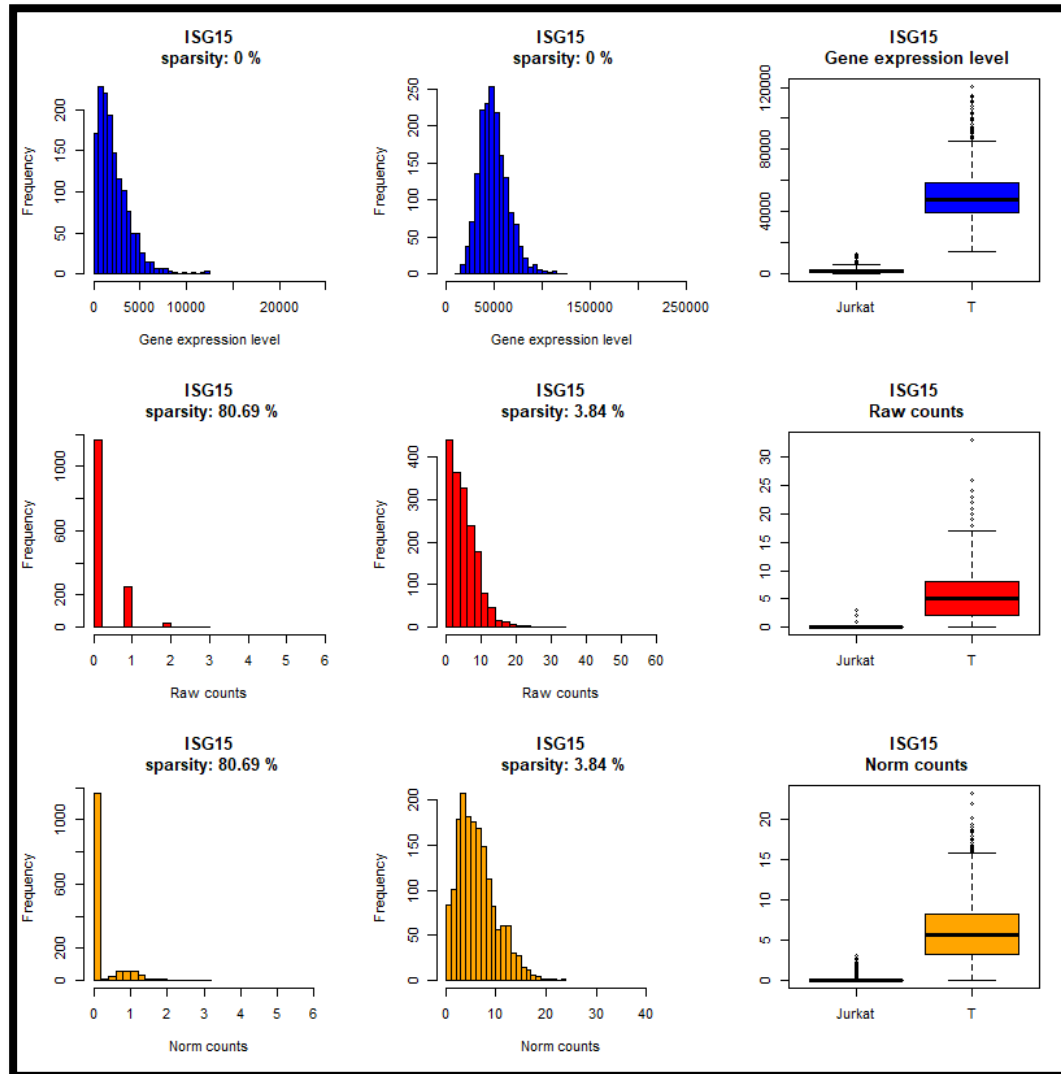 ISG15
sparsity: 0 %
Frequency
0
50
100
150
200
0
5000
10000
20000
Gene expression level
ISG15
sparsity: 0 %
Frequency
0
50
100
150
200
250
0
50000
150000
250000
Gene expression level
ISG15
Gene expression level
0
40000
80000
120000
Jurkat
T
ISG15
sparsity: 80.69 %
Frequency
0
200
600
1000
0
1
2
3
4
5
6
Raw counts
ISG15
sparsity: 3.84 %
Frequency
0
100
200
300
400
0
10
20
30
40
50
60
Raw counts
ISG15
Raw counts
0
5
10
15
20
25
30
Jurkat
T
ISG15
sparsity: 80.69 %
Frequency
0
200
600
1000
0
1
2
3
4
5
6
Norm counts
ISG15
sparsity: 3.84 %
Frequency
0
50
100
150
200
0
10
20
30
40
Norm counts
ISG15
Norm counts
0
5
10
15
20
Jurkat
T